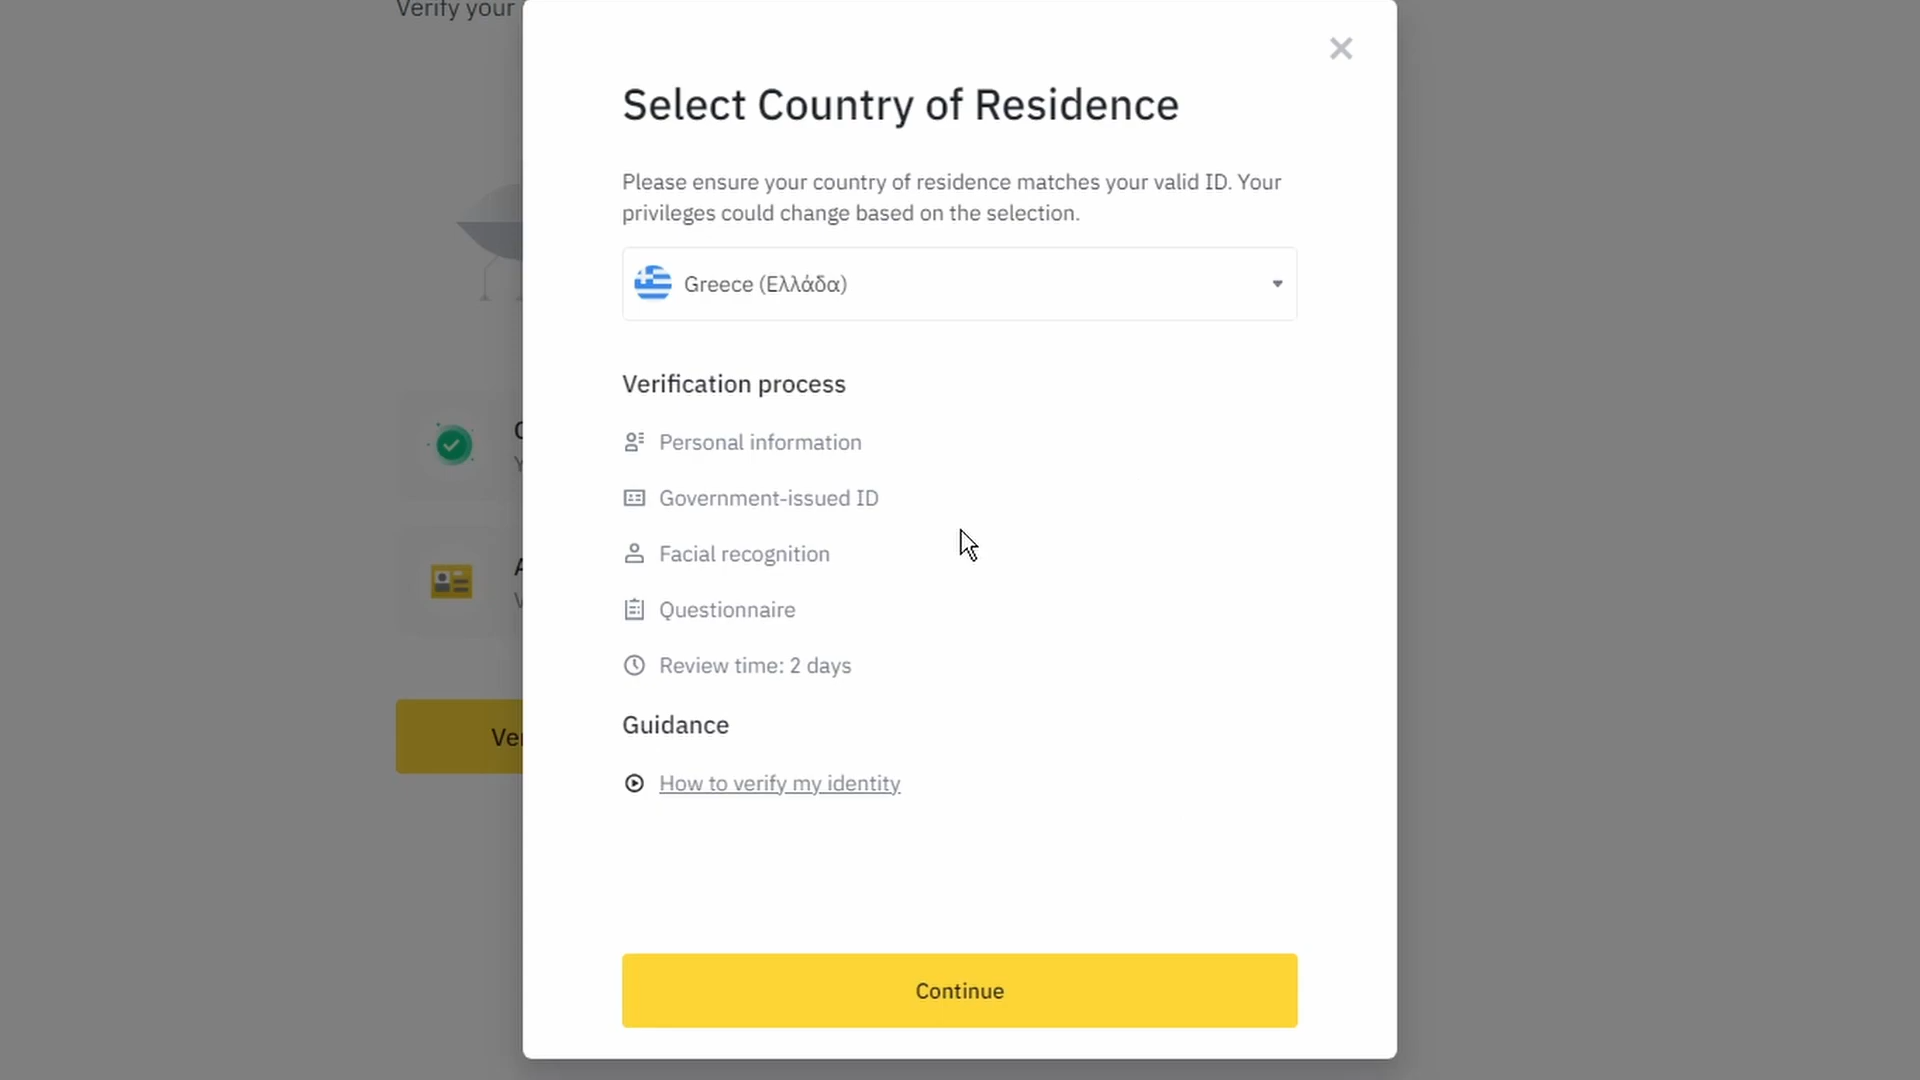 Verify your
Select Country of Residence
Please ensure your country of residence matches your valid ID. Your
privileges could change based on the selection.
Greece (Ελλάδα)
Verification process
Personal information
Government-issued ID
Facial recognition
Questionnaire
Review time: 2 days
Guidance
How to verify my identity
Continue